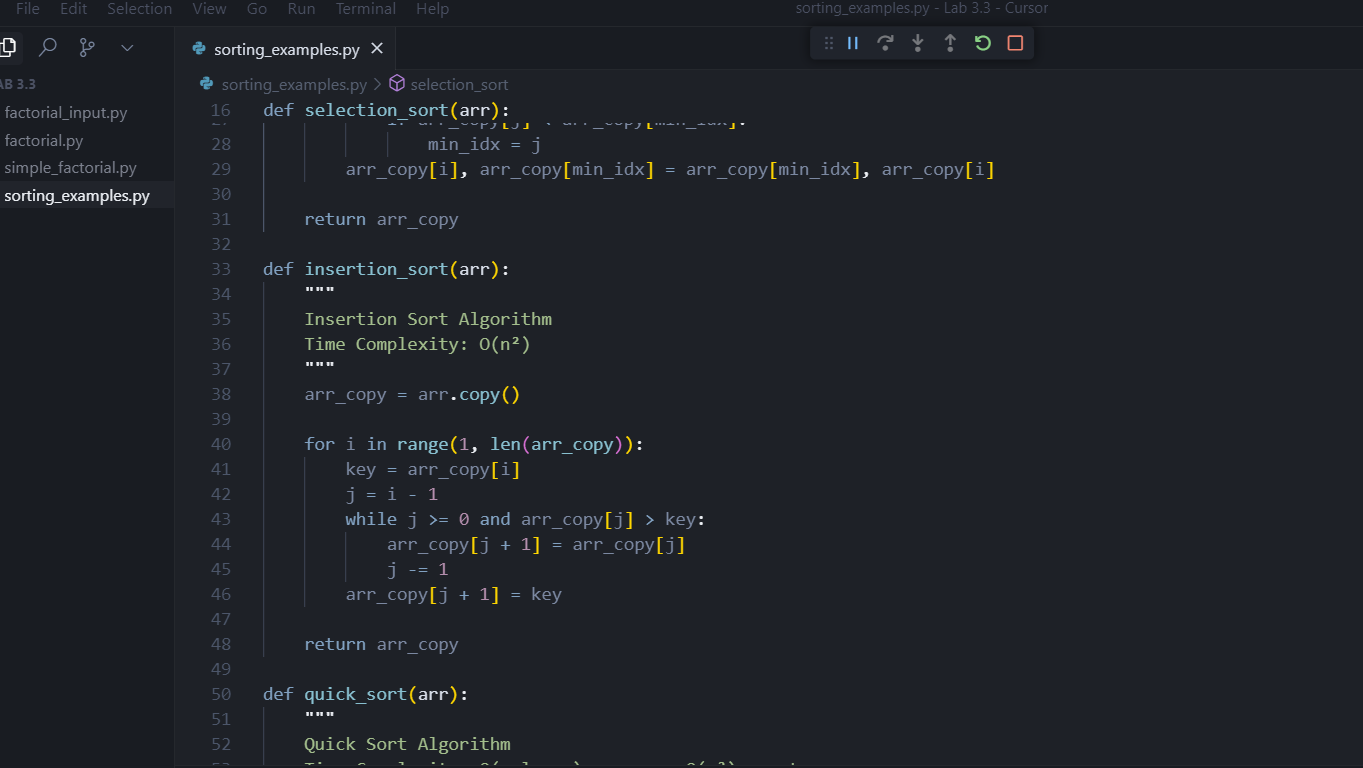 File Edit Selection View Go Run Terminal Help
sorting_examples.py - Lab 3.3 - Cursor
sorting_examples.py
AB 3.3
factorial_input.py
factorial.py
simple_factorial.py
sorting_examples.py
sorting_examples.py > selection_sort
16 def selection_sort(arr):
28 min_idx = j
29 arr_copy[i], arr_copy[min_idx] = arr_copy[min_idx], arr_copy[i]
30
31 return arr_copy
32
33 def insertion_sort(arr):
34 """
35 Insertion Sort Algorithm
36 Time Complexity: O(n²)
37 """
38 arr_copy = arr.copy()
39
40 for i in range(1, len(arr_copy)):
41 key = arr_copy[i]
42 j = i - 1
43 while j >= 0 and arr_copy[j] > key:
44 arr_copy[j + 1] = arr_copy[j]
45 j -= 1
46 arr_copy[j + 1] = key
47
48 return arr_copy
49
50 def quick_sort(arr):
51 """
52 Quick Sort Algorithm